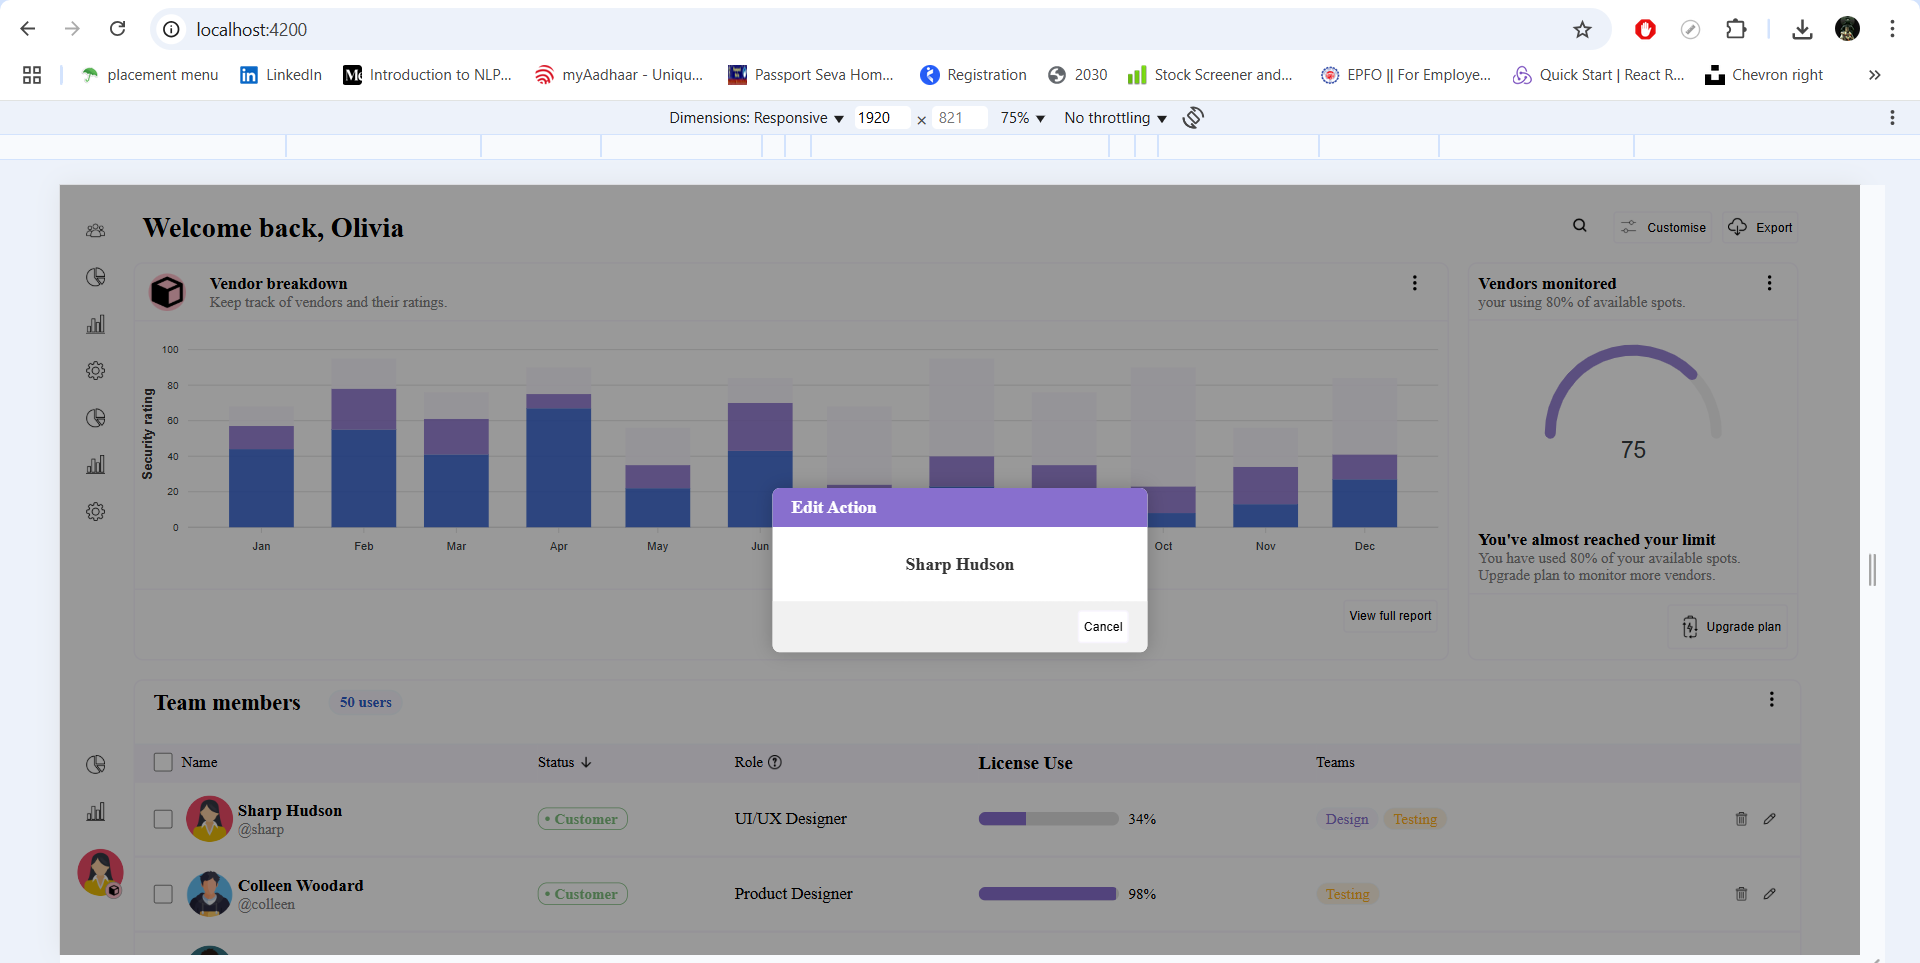 localhost:4200
placement menu LinkedIn Introduction to NLP... myAadhaar - Uniqu... Passport Seva Hom... Registration 2030 Stock Screener and... EPFO || For Employe... Quick Start | React R... Chevron right
Dimensions: Responsive 1920 × 821 75% No throttling
Welcome back, Olivia
Customise Export
Vendor breakdown
Keep track of vendors and their ratings.
Vendors monitored
your using 80% of available spots.
Security rating
100
80
60
40
20
0
Jan Feb Mar Apr May Jun Oct Nov Dec
75
Edit Action
Sharp Hudson
Cancel
You've almost reached your limit
You have used 80% of your available spots.
Upgrade plan to monitor more vendors.
View full report
Upgrade plan
Team members 50 users
Name Status Role License Use Teams
Sharp Hudson
@sharp
• Customer UI/UX Designer 34% Design Testing
Colleen Woodard
@colleen
• Customer Product Designer 98% Testing